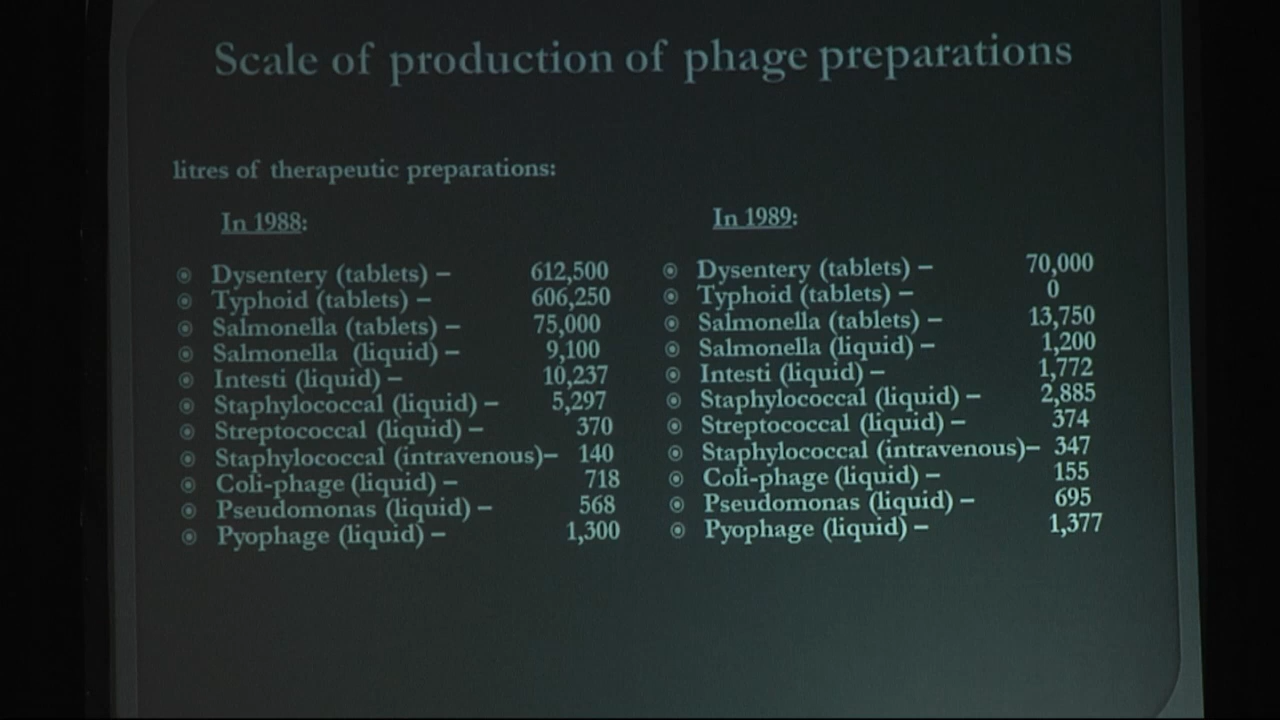 Scale of production of phage preparations
litres of therapeutic preparations:
In 1988:
Dysentery (tablets) – 612,500
Typhoid (tablets) – 606,250
Salmonella (tablets) – 75,000
Salmonella (liquid) – 9,100
Intesti (liquid) – 10,237
Staphylococcal (liquid) – 5,297
Streptococcal (liquid) – 370
Staphylococcal (intravenous)– 140
Coli-phage (liquid) – 718
Pseudomonas (liquid) – 568
Pyophage (liquid) – 1,300
In 1989:
Dysentery (tablets) – 70,000
Typhoid (tablets) – 0
Salmonella (tablets) – 13,750
Salmonella (liquid) – 1,200
Intesti (liquid) – 1,772
Staphylococcal (liquid) – 2,885
Streptococcal (liquid) – 374
Staphylococcal (intravenous)– 347
Coli-phage (liquid) – 155
Pseudomonas (liquid) – 695
Pyophage (liquid) – 1,377